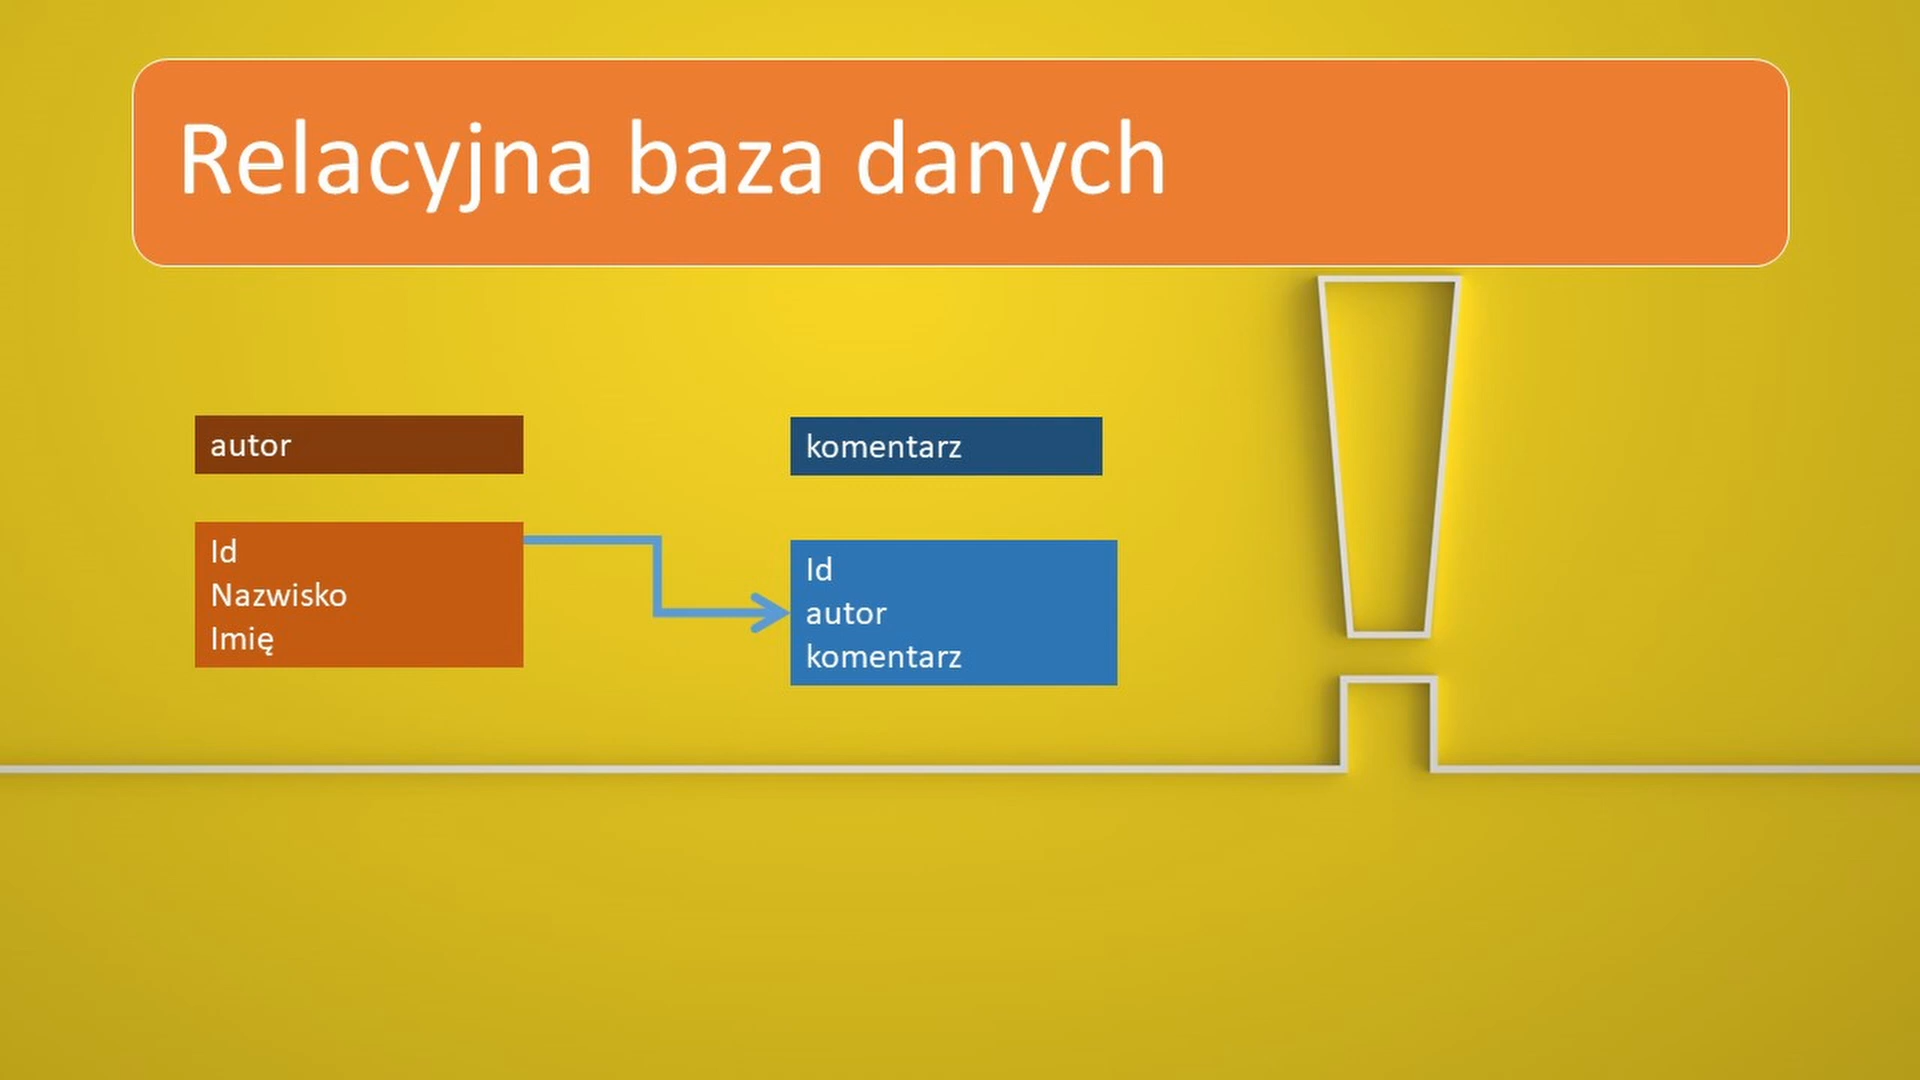 Relacyjna baza danych
autor
Id
Nazwisko
Imię
komentarz
Id
autor
komentarz